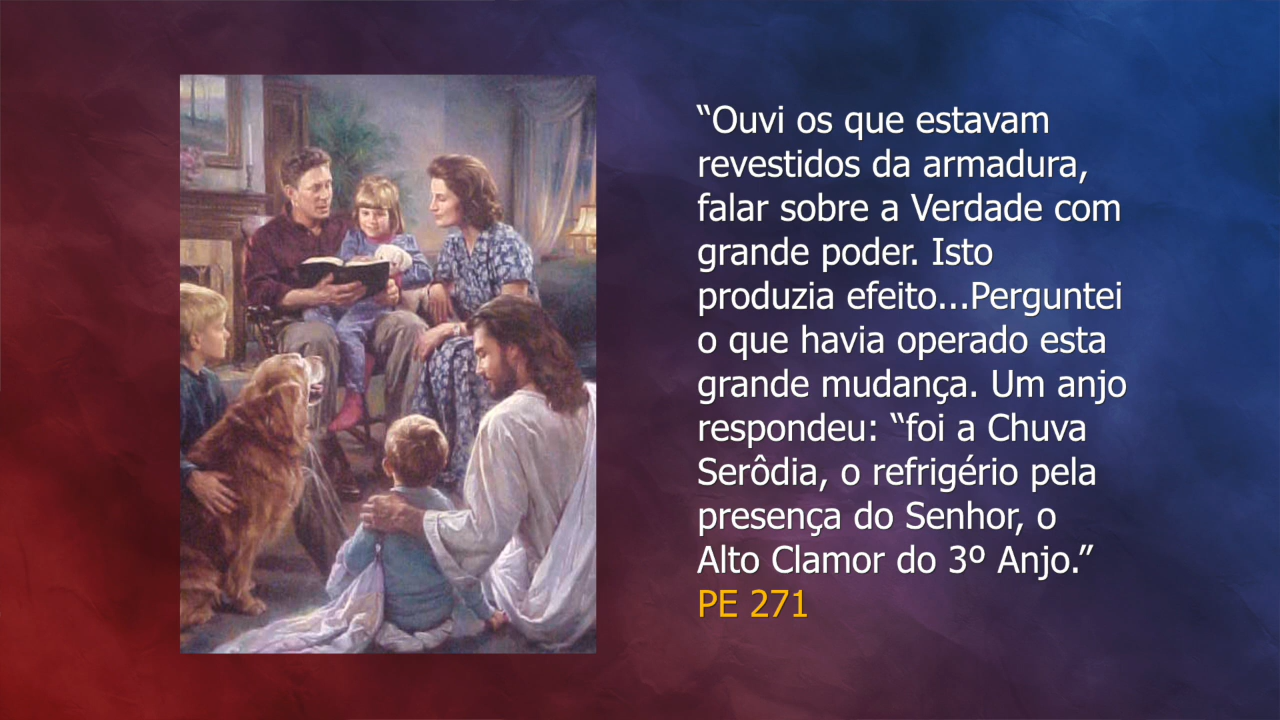 “Ouvi os que estavam
revestidos da armadura,
falar sobre a Verdade com
grande poder. Isto
produzia efeito...Perguntei
o que havia operado esta
grande mudança. Um anjo
respondeu: “foi a Chuva
Serôdia, o refrigério pela
presença do Senhor, o
Alto Clamor do 3º Anjo.”
PE 271